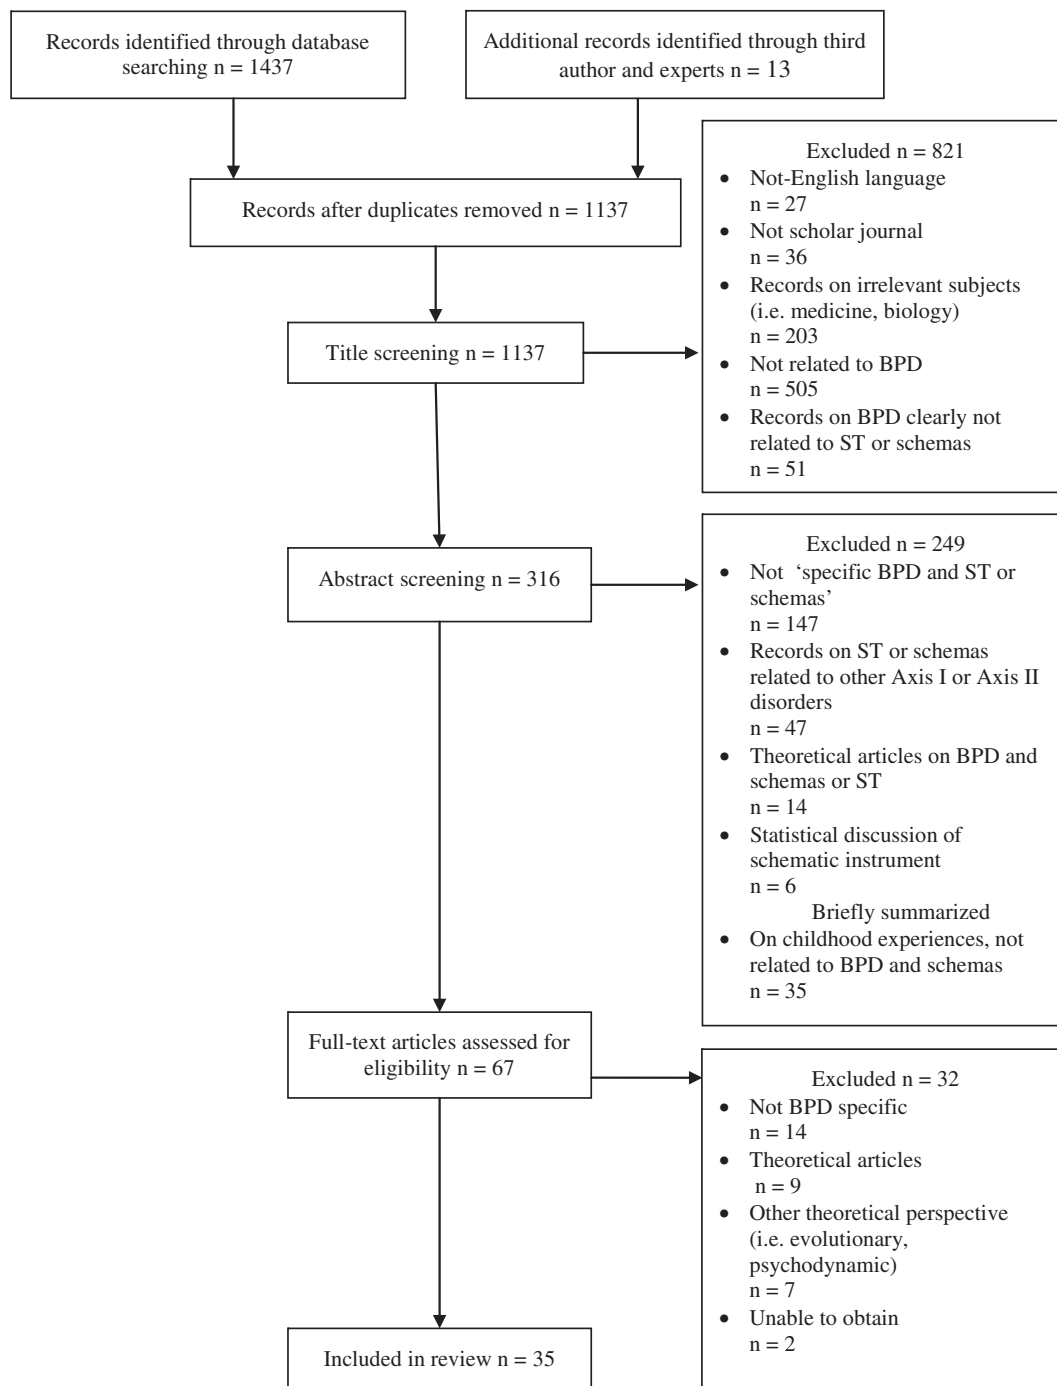 Records identified through database
searching n = 1437
Additional records identified through third
author and experts n = 13
Records after duplicates removed n = 1137
Title screening n = 1137
Excluded n = 821
• Not-English language
n = 27
• Not scholar journal
n = 36
• Records on irrelevant subjects
(i.e. medicine, biology)
n = 203
• Not related to BPD
n = 505
• Records on BPD clearly not
related to ST or schemas
n = 51
Abstract screening n = 316
Excluded n = 249
• Not ‘specific BPD and ST or
schemas’
n = 147
• Records on ST or schemas
related to other Axis I or Axis II
disorders
n = 47
• Theoretical articles on BPD and
schemas or ST
n = 14
• Statistical discussion of
schematic instrument
n = 6
Briefly summarized
• On childhood experiences, not
related to BPD and schemas
n = 35
Full-text articles assessed for
eligibility n = 67
Excluded n = 32
• Not BPD specific
n = 14
• Theoretical articles
n = 9
• Other theoretical perspective
(i.e. evolutionary,
psychodynamic)
n = 7
• Unable to obtain
n = 2
Included in review n = 35